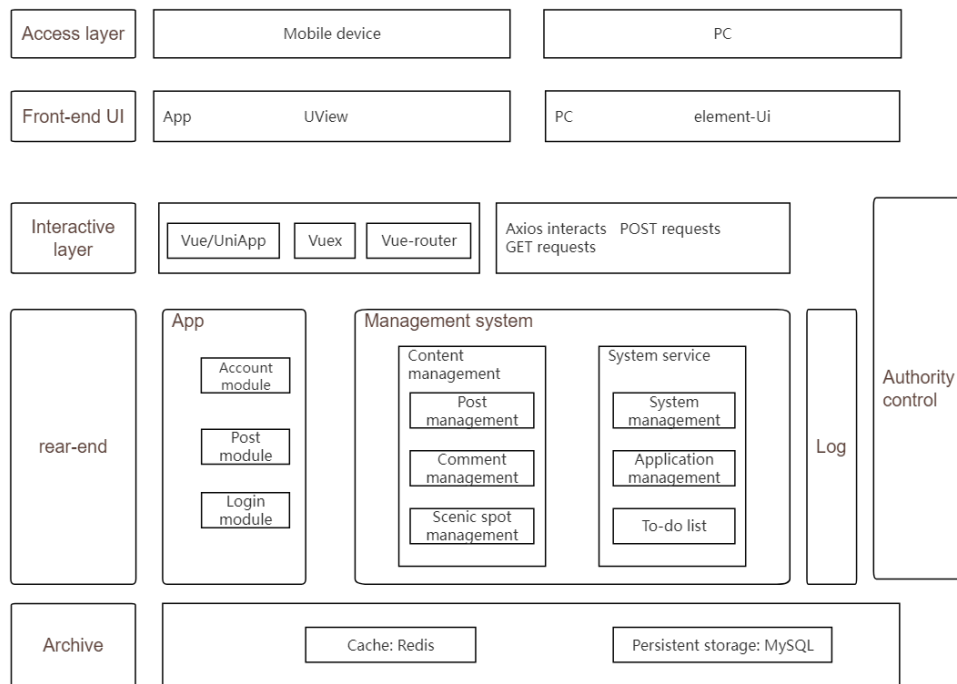 Access layer
Mobile device
PC
Front-end UI
App
UView
PC
element-Ui
Interactive
layer
Vue/UniApp
Vuex
Vue-router
Axios interacts POST requests
GET requests
rear-end
App
Account
module
Post
module
Login
module
Management system
Content
management
Post
management
Comment
management
Scenic spot
management
System service
System
management
Application
management
To-do list
Log
Authority
control
Archive
Cache: Redis
Persistent storage: MySQL